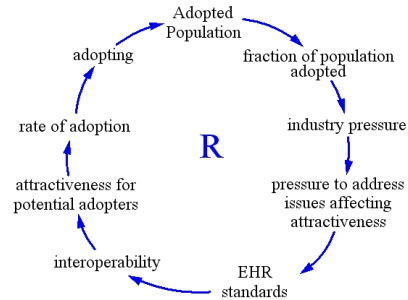 Adopted
Population
fraction of population
adopted
industry pressure
pressure to address
issues affecting
attractiveness
EHR
standards
interoperability
attractiveness for
potential adopters
rate of adoption
adopting
R